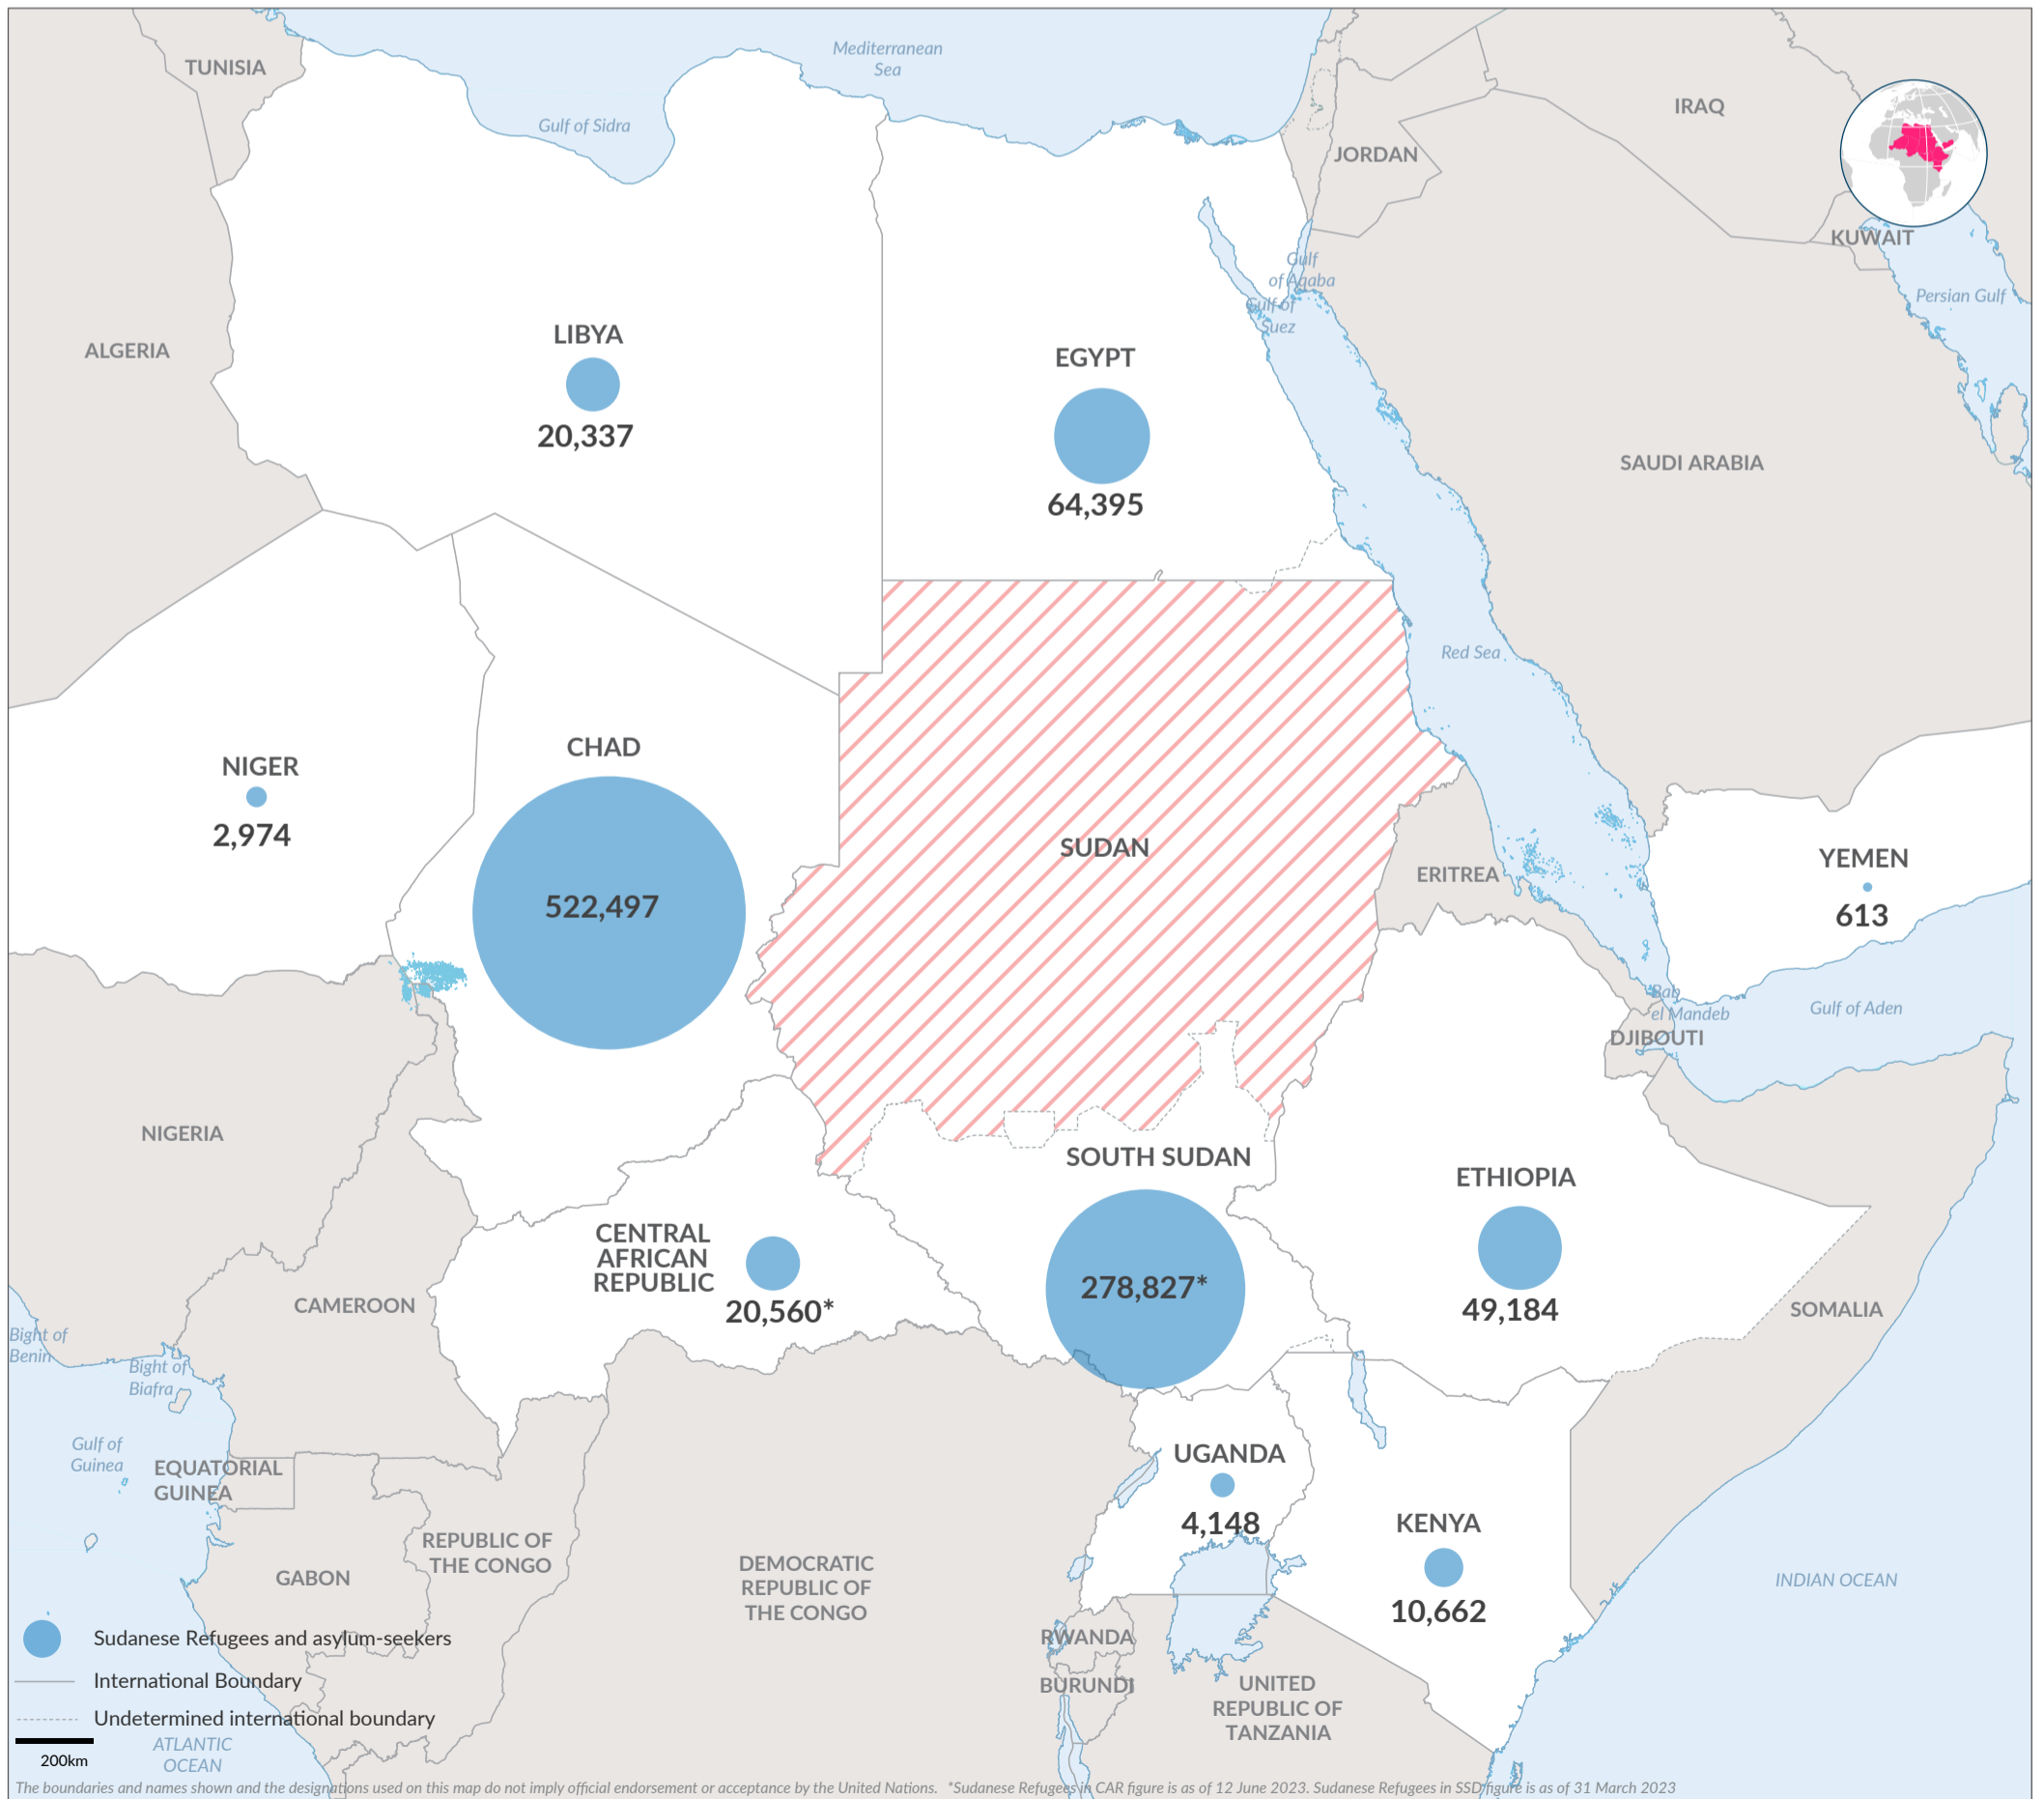 TUNISIA
Mediterranean
Sea
Gulf of Sidra
IRAQ
JORDAN
KUWAIT
Gulf
of Aqaba
Gulf of
Suez
Persian Gulf
LIBYA
20,337
EGYPT
64,395
ALGERIA
SAUDI ARABIA
Red Sea
NIGER
2,974
CHAD
522,497
SUDAN
ERITREA
YEMEN
613
Bab
el Mandeb
Gulf of Aden
DJIBOUTI
NIGERIA
SOUTH SUDAN
278,827*
ETHIOPIA
49,184
CENTRAL
AFRICAN
REPUBLIC
20,560*
CAMEROON
SOMALIA
Bight of
Benin
Bight of
Biafra
Gulf of
Guinea
EQUATORIAL
GUINEA
UGANDA
4,148
KENYA
10,662
REPUBLIC OF
THE CONGO
GABON
DEMOCRATIC
REPUBLIC OF
THE CONGO
INDIAN OCEAN
RWANDA
BURUNDI
UNITED
REPUBLIC OF
TANZANIA
Sudanese Refugees and asylum-seekers
International Boundary
Undetermined international boundary
ATLANTIC
OCEAN
200km
The boundaries and names shown and the designations used on this map do not imply official endorsement or acceptance by the United Nations. *Sudanese Refugees in CAR figure is as of 12 June 2023. Sudanese Refugees in SSD figure is as of 31 March 2023